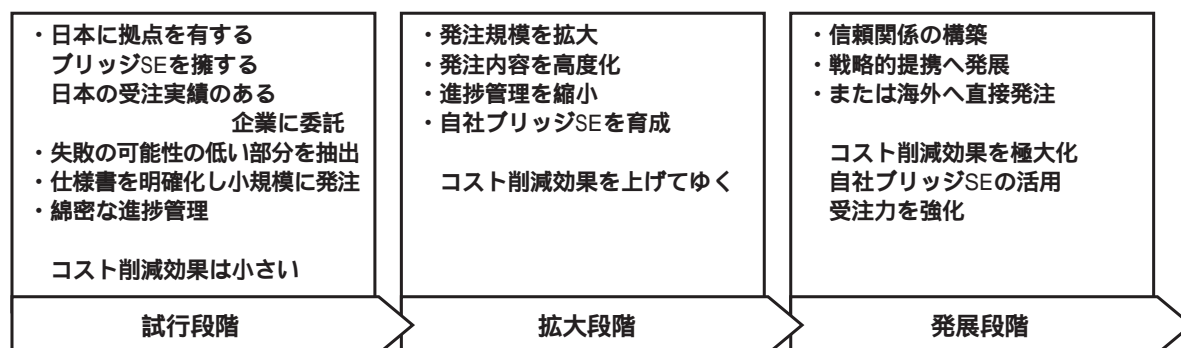 ・日本に拠点を有する
ブリッジSEを擁する
日本の受注実績のある
企業に委託
・失敗の可能性の低い部分を抽出
・仕様書を明確化し小規模に発注
・綿密な進捗管理
コスト削減効果は小さい
試行段階
・発注規模を拡大
・発注内容を高度化
・進捗管理を縮小
・自社ブリッジSEを育成
コスト削減効果を上げてゆく
拡大段階
・信頼関係の構築
・戦略的提携へ発展
・または海外へ直接発注
コスト削減効果を極大化
自社ブリッジSEの活用
受注力を強化
発展段階